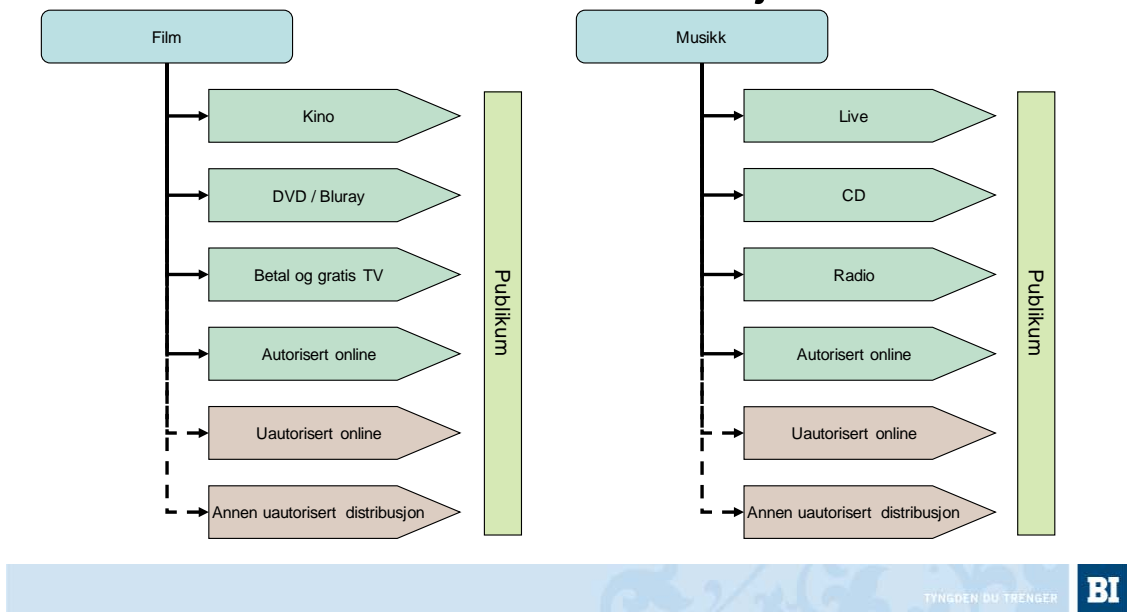 Film
Kino
DVD / Bluray
Betal og gratis TV
Autorisert online
Uautorisert online
Annen uautorisert distribusjon
Publikum
Musikk
Live
CD
Radio
Autorisert online
Uautorisert online
Annen uautorisert distribusjon
Publikum
TYNGDEN DU TRENGER
BI